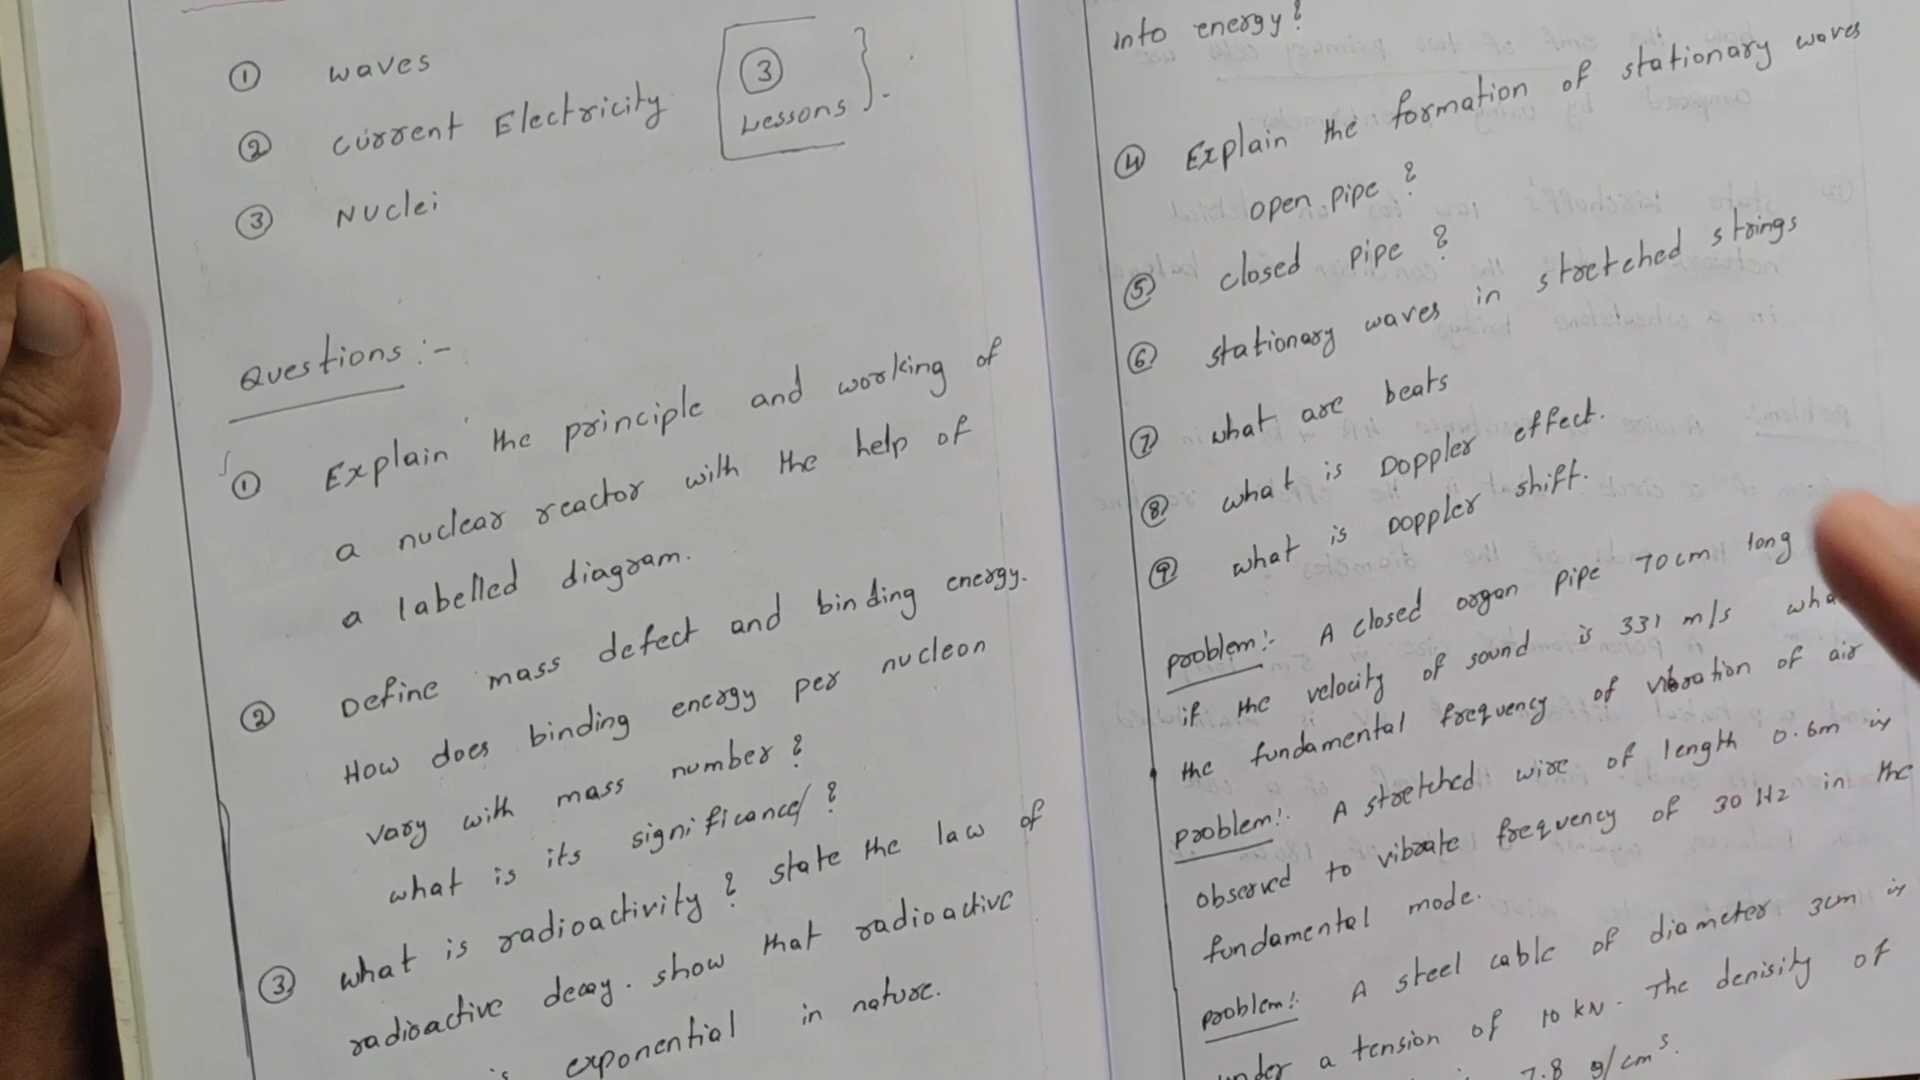 ① waves
② current Electricity
③ Nuclei
③
Lessons
Questions :-
① Explain the principle and working of
a nuclear reactor with the help of
a labelled diagram.
② Define mass defect and binding energy.
How does binding energy per nucleon
vary with mass number ?
what is its significance ?
③ what is radioactivity ? state the law of
radioactive decay. show that radioactive
exponential in nature.
into energy ?
④ Explain the formation of stationary waves
open pipe ?
⑤ closed pipe ?
⑥ stationary waves in stretched strings
⑦ what are beats
⑧ what is Doppler effect.
⑨ what is Doppler shift.
problem:- A closed organ pipe 70cm long
if the velocity of sound is 331 m/s
the fundamental frequency of vibration of air
problem:- A stretched wire of length 0.6m is
observed to vibrate frequency of 30 Hz in the
fundamental mode.
problem:- A steel cable of diameter 3cm is
under a tension of 10 kN. The denisity of
7.8 g/cm³.